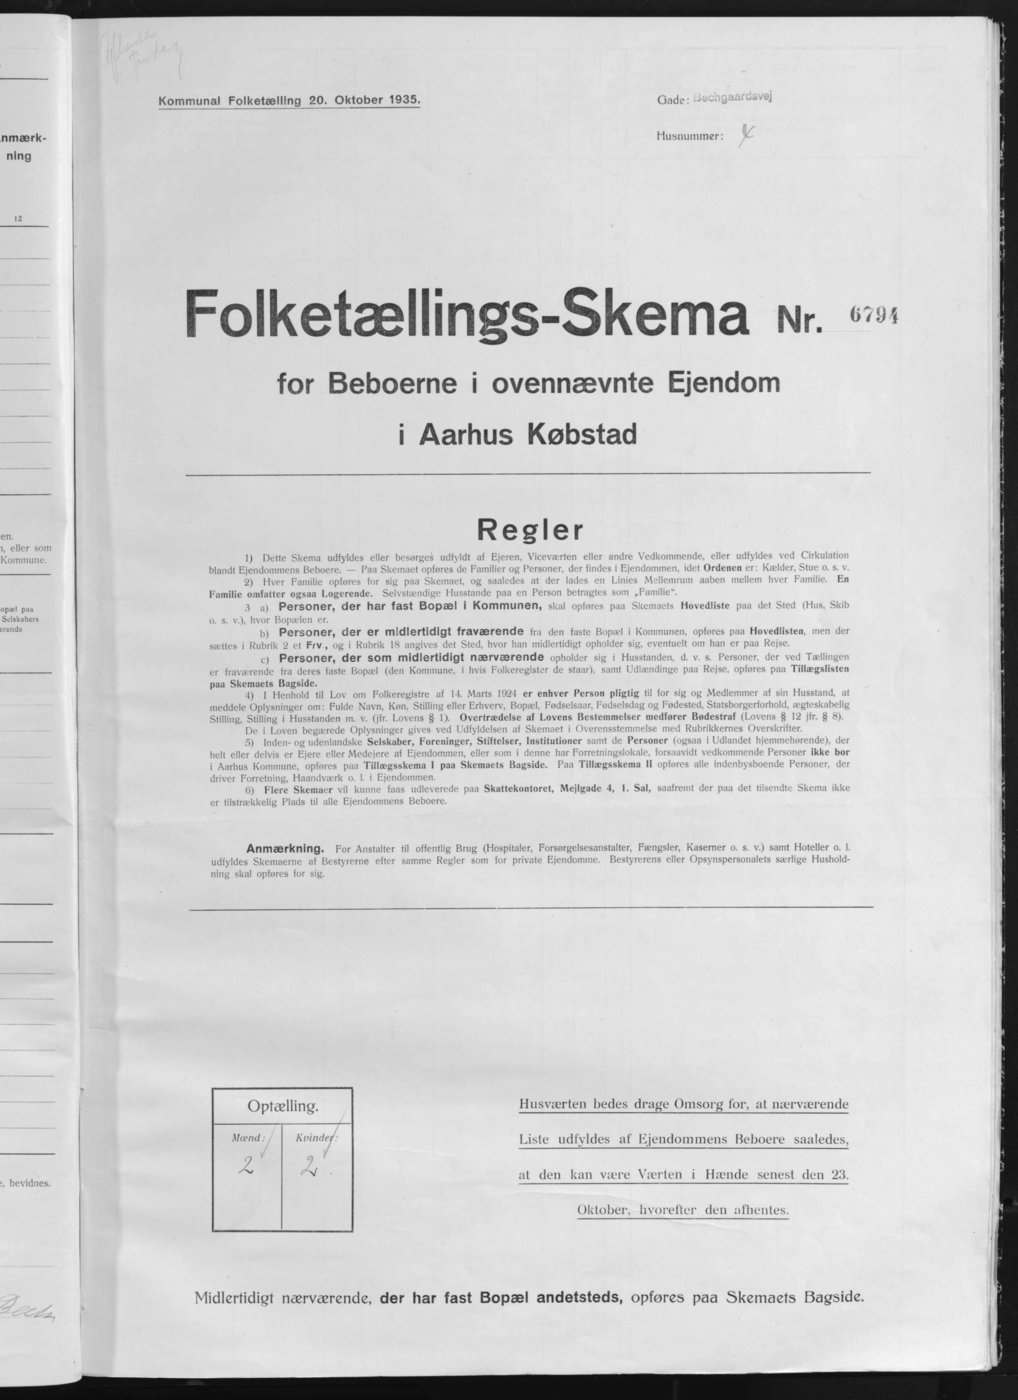 Kommunal Folketælling 20. Oktober 1935.
Gade: Bechgaardsvej
Husnummer: 4
Folketællings-Skema Nr. 6794
for Beboerne i ovennævnte Ejendom
i Aarhus Købstad
Regler
1) Dette Skema udfyldes eller besørges udfyldt af Ejeren, Viceværten eller andre Vedkommende, eller udfyldes ved Cirkulation
blandt Ejendommens Beboere. — Paa Skemaet opføres de Familier og Personer, der findes i Ejendommen, idet Ordenen er: Kælder, Stue o. s. v.
2) Hver Familie opføres for sig paa Skemaet, og saaledes at der lades en Linies Mellemrum aaben mellem hver Familie. En
Familie omfatter ogsaa Logerende. Selvstændige Husstande paa en Person betragtes som „Familie“.
3 a) Personer, der har fast Bopæl i Kommunen, skal opføres paa Skemaets Hovedliste paa det Sted (Hus, Skib
o. s. v.), hvor Bopælen er.
b) Personer, der er midlertidigt fraværende fra den faste Bopæl i Kommunen, opføres paa Hovedlisten, men der
sættes i Rubrik 2 et Frv., og i Rubrik 18 angives det Sted, hvor han midlertidigt opholder sig, eventuelt om han er paa Rejse.
c) Personer, der som midlertidigt nærværende opholder sig i Husstanden, d. v. s. Personer, der ved Tællingen
er fraværende fra deres faste Bopæl (den Kommune, i hvis Folkeregister de staar), samt Udlændinge paa Rejse, opføres paa Tillægslisten
paa Skemaets Bagside.
4) I Henhold til Lov om Folkeregistre af 14. Marts 1924 er enhver Person pligtig til for sig og Medlemmer af sin Husstand, at
meddele Oplysninger om: Fulde Navn, Køn, Stilling eller Erhverv, Bopæl, Fødselsaar, Fødselsdag og Fødested, Statsborgerforhold, ægteskabelig
Stilling, Stilling i Husstanden m. v. (jfr. Lovens § 1). Overtrædelse af Lovens Bestemmelser medfører Bødestraf (Lovens § 12 jfr. § 8).
De i Loven begærede Oplysninger gives ved Udfyldelsen af Skemaet i Overensstemmelse med Rubrikkernes Overskrifter.
5) Inden- og udenlandske Selskaber, Foreninger, Stiftelser, Institutioner samt de Personer (ogsaa i Udlandet hjemmehørende), der
helt eller delvis er Ejere eller Medejere af Ejendommen, eller som i denne har Forretningslokale, forsaavidt vedkommende Personer ikke bor
i Aarhus Kommune, opføres paa Tillægsskema I paa Skemaets Bagside. Paa Tillægsskema II opføres alle indenbysboende Personer, der
driver Forretning, Haandværk o. l. i Ejendommen.
6) Flere Skemaer vil kunne faas udleverede paa Skattekontoret, Mejlgade 4, 1. Sal, saafremt der paa det tilsendte Skema ikke
er tilstrækkelig Plads til alle Ejendommens Beboere.
Anmærkning. For Anstalter til offentlig Brug (Hospitaler, Forsørgelsesanstalter, Fængsler, Kaserner o. s. v.) samt Hoteller o. l.
udfyldes Skemaerne af Bestyrerne efter samme Regler som for private Ejendomme. Bestyrerens eller Opsynspersonalets særlige Hushold-
ning skal opføres for sig.
Optælling.
Mænd: Kvinder:
2 2
Husværten bedes drage Omsorg for, at nærværende
Liste udfyldes af Ejendommens Beboere saaledes,
at den kan være Værten i Hænde senest den 23.
Oktober, hvorefter den afhentes.
Midlertidigt nærværende, der har fast Bopæl andetsteds, opføres paa Skemaets Bagside.
nmærk-
ning
12
en.
, eller som
Kommune.
opæl paa
Selskabers
erende
, bevidnes.